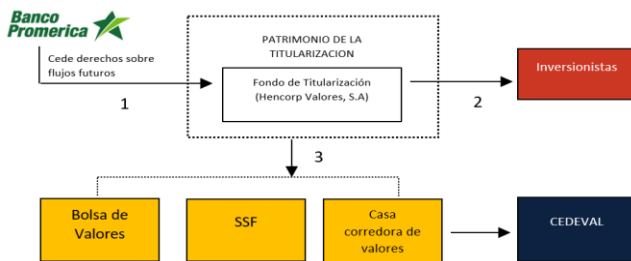 Banco
Promerica
Cede derechos sobre
flujos futuros
1
PATRIMONIO DE LA
TITULARIZACION
Fondo de Titularización
(Hencorp Valores, S.A)
2
Inversionistas
3
Bolsa de
Valores
SSF
Casa
corredora de
valores
CEDEVAL